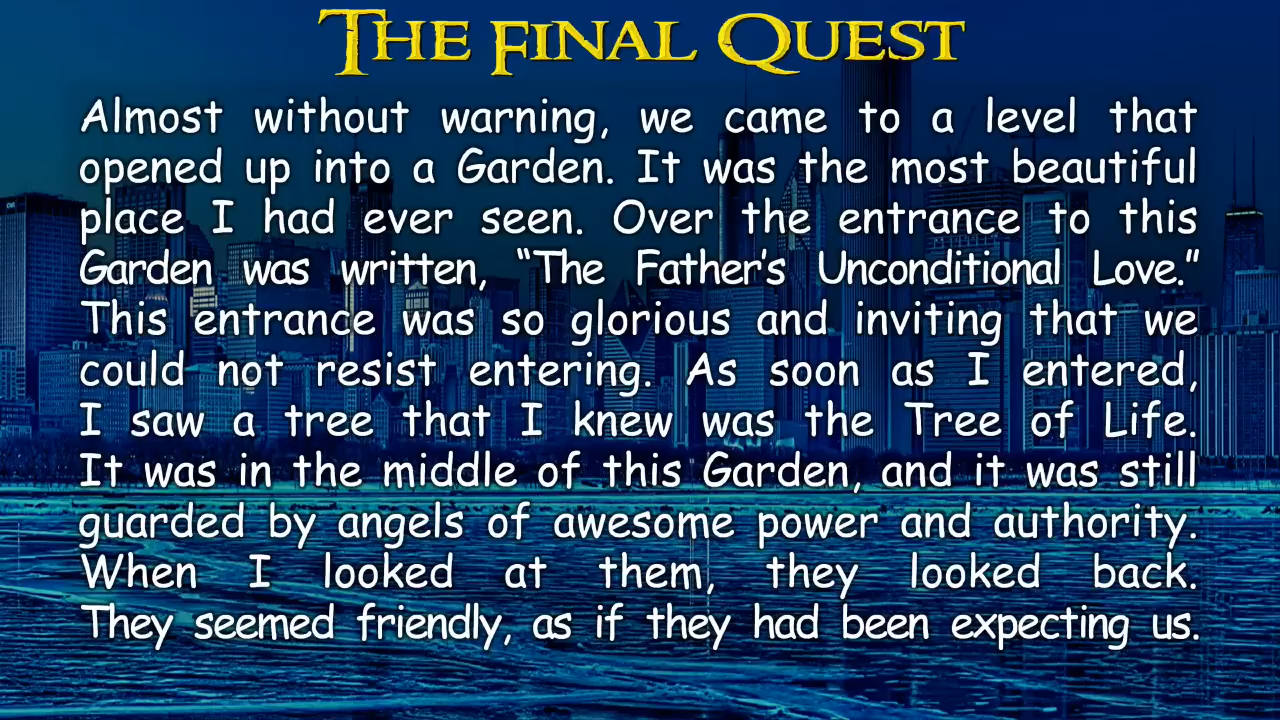 The Final Quest
Almost without warning, we came to a level that
opened up into a Garden. It was the most beautiful
place I had ever seen. Over the entrance to this
Garden was written, “The Father’s Unconditional Love.”
This entrance was so glorious and inviting that we
could not resist entering. As soon as I entered,
I saw a tree that I knew was the Tree of Life.
It was in the middle of this Garden, and it was still
guarded by angels of awesome power and authority.
When I looked at them, they looked back.
They seemed friendly, as if they had been expecting us.